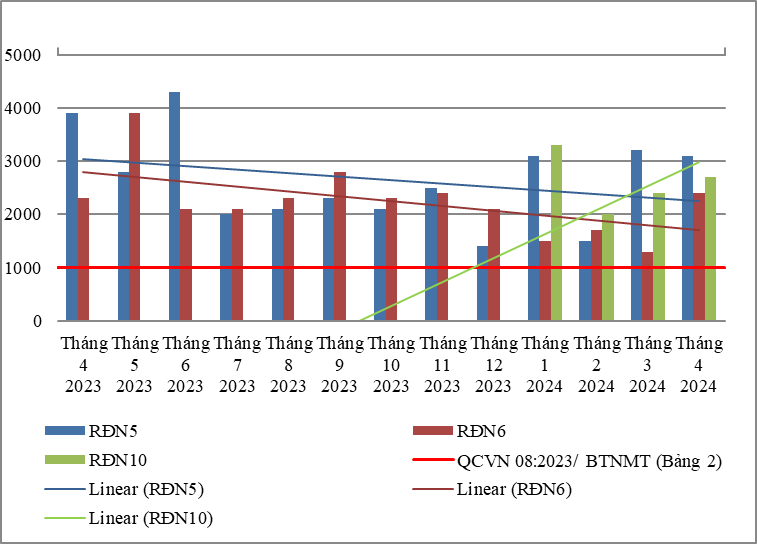 5000
4000
3000
2000
1000
0
Tháng Tháng Tháng Tháng Tháng Tháng Tháng Tháng Tháng Tháng Tháng Tháng Tháng
4 5 6 7 8 9 10 11 12 1 2 3 4
2023 2023 2023 2023 2023 2023 2023 2023 2023 2024 2024 2024 2024
RĐN5 RĐN6
RĐN10 QCVN 08:2023/ BTNMT (Bảng 2)
Linear (RĐN5) Linear (RĐN6)
Linear (RĐN10)